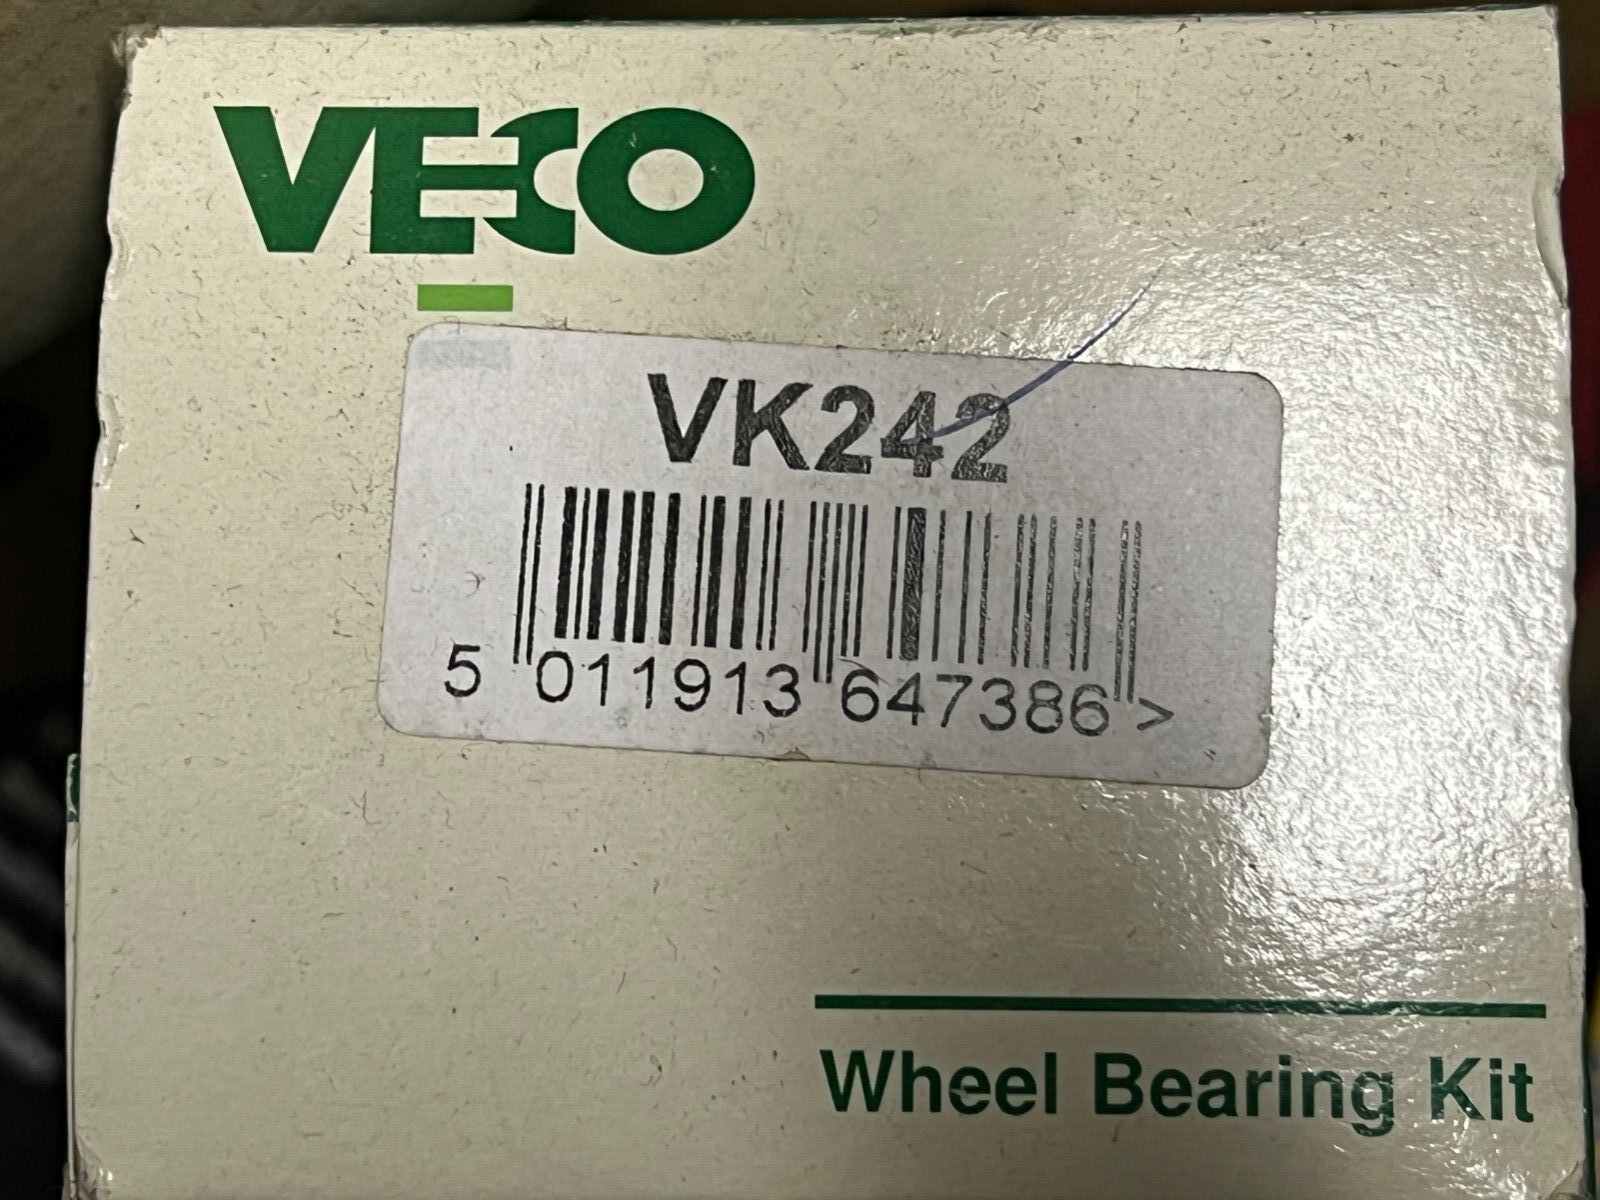 VECO
VK242
5 011913 647386 >
Wheel Bearing Kit